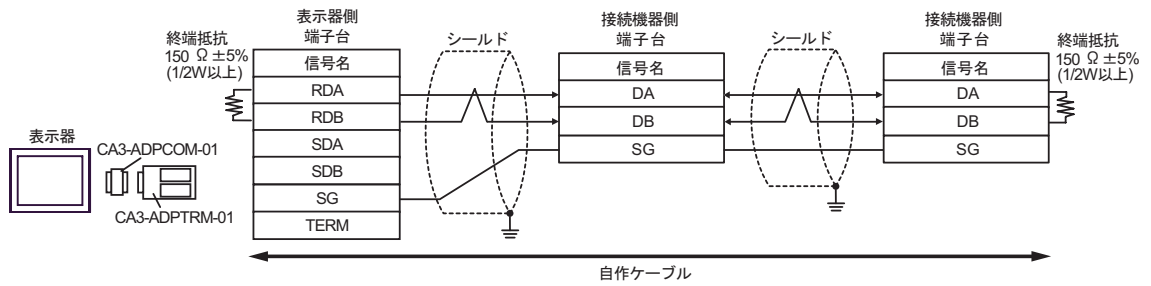 表示器側
端子台
接続機器側
端子台
接続機器側
端子台
終端抵抗
150 Ω ±5%
(1/2W以上)
シールド
シールド
終端抵抗
150 Ω ±5%
(1/2W以上)
信号名
信号名
信号名
RDA
DA
DA
RDB
DB
DB
SDA
SG
SG
SDB
SG
TERM
表示器
CA3-ADPCOM-01
CA3-ADPTRM-01
自作ケーブル